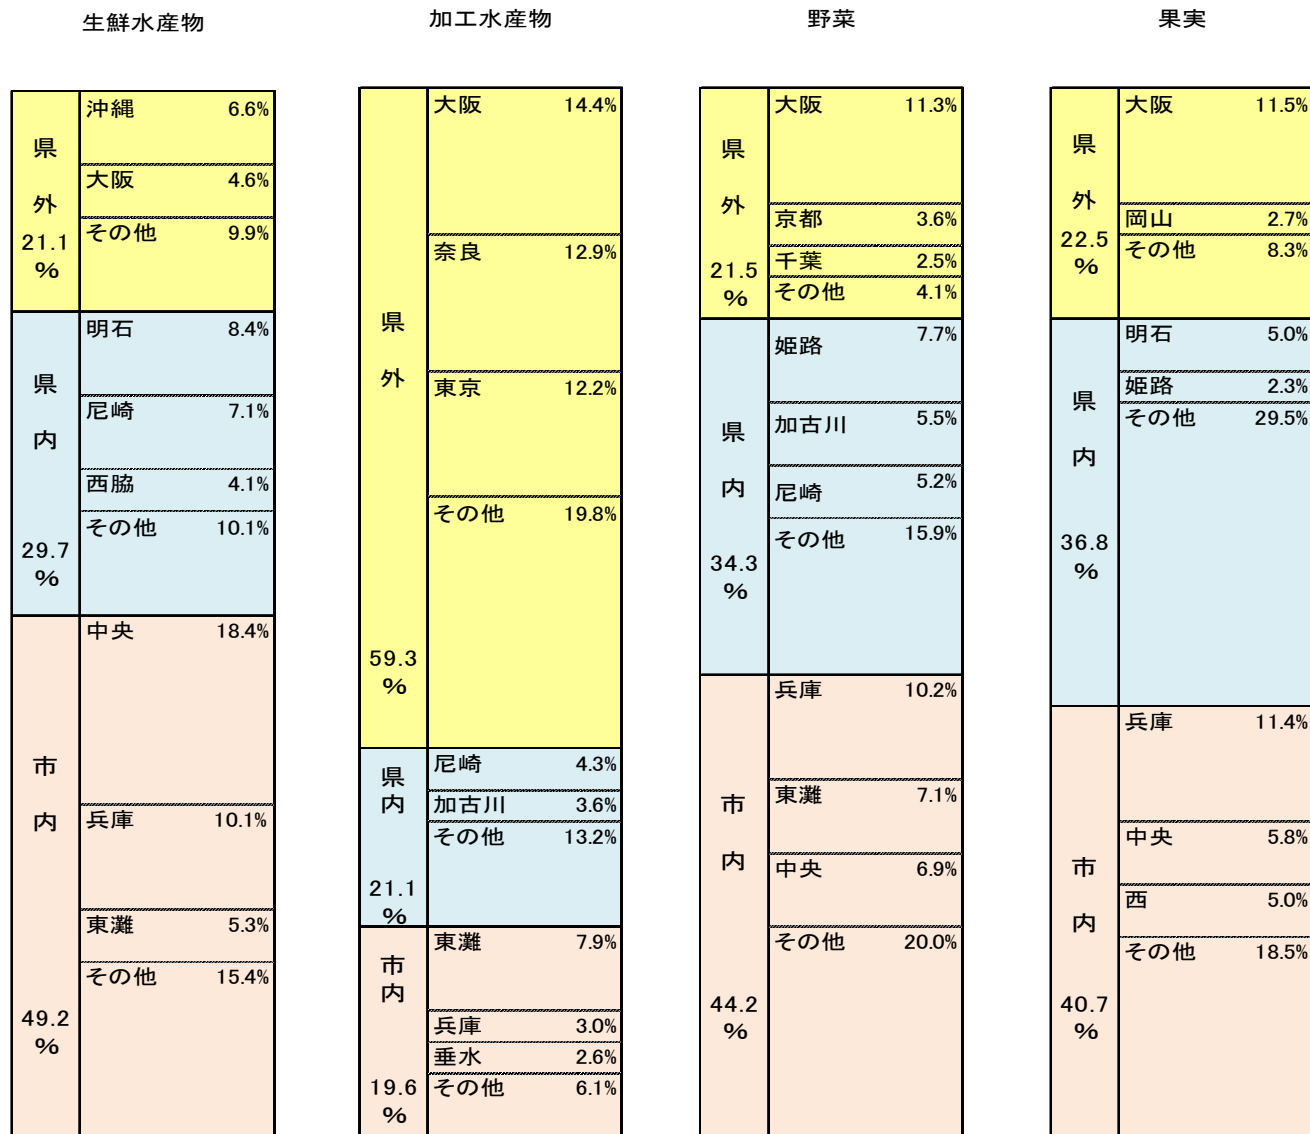 生鮮水産物
県
外
21.1
%
沖縄 6.6%
大阪 4.6%
その他 9.9%
県
内
29.7
%
明石 8.4%
尼崎 7.1%
西脇 4.1%
その他 10.1%
市
内
49.2
%
中央 18.4%
兵庫 10.1%
東灘 5.3%
その他 15.4%
加工水産物
県
外
59.3
%
大阪 14.4%
奈良 12.9%
東京 12.2%
その他 19.8%
県
内
21.1
%
尼崎 4.3%
加古川 3.6%
その他 13.2%
市
内
19.6
%
東灘 7.9%
兵庫 3.0%
垂水 2.6%
その他 6.1%
野菜
県
外
21.5
%
大阪 11.3%
京都 3.6%
千葉 2.5%
その他 4.1%
県
内
34.3
%
姫路 7.7%
加古川 5.5%
尼崎 5.2%
その他 15.9%
市
内
44.2
%
兵庫 10.2%
東灘 7.1%
中央 6.9%
その他 20.0%
果実
県
外
22.5
%
大阪 11.5%
岡山 2.7%
その他 8.3%
県
内
36.8
%
明石 5.0%
姫路 2.3%
その他 29.5%
市
内
40.7
%
兵庫 11.4%
中央 5.8%
西 5.0%
その他 18.5%